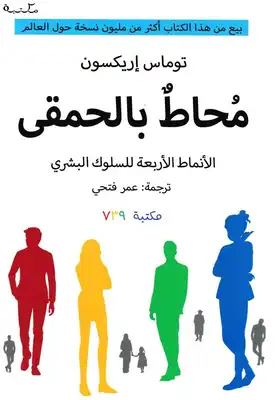 مكتبة
بيع من هذا الكتاب أكثر من مليون نسخة حول العالم
توماس إريكسون
مُحاطٌ بالحمقى
الأنماط الأربعة للسلوك البشري
ترجمة: عمر فتحي
مكتبة ٧٣٩